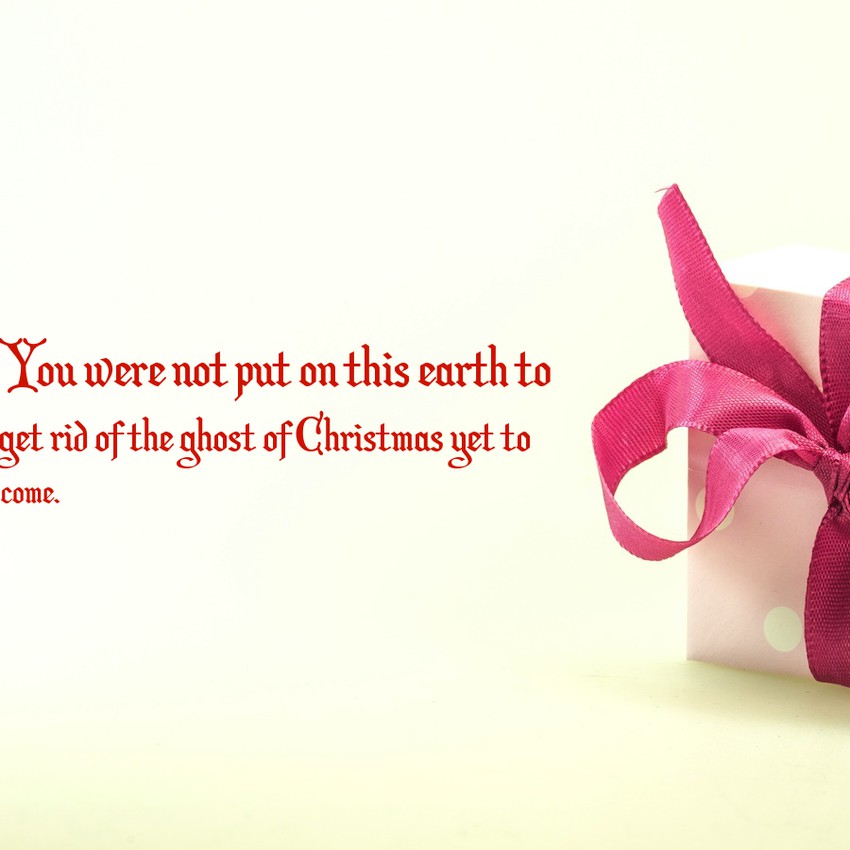 You were not put on this earth to
get rid of the ghost of Christmas yet to
come.